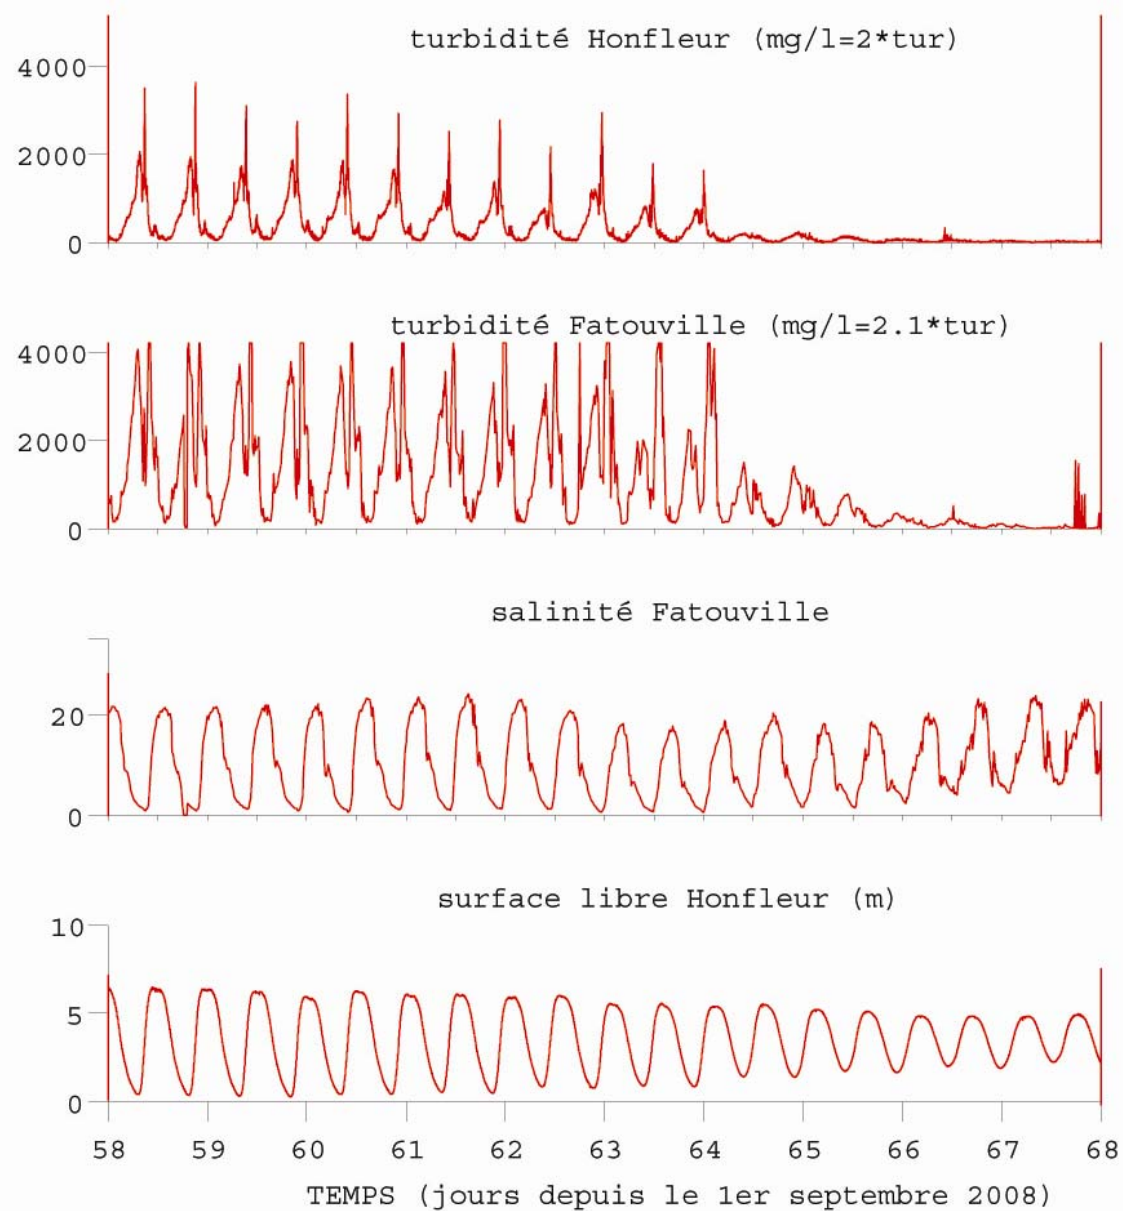 turbidité Honfleur (mg/l=2*tur)
4000
2000
0
turbidité Fatouville (mg/l=2.1*tur)
4000
2000
0
salinité Fatouville
20
0
surface libre Honfleur (m)
10
5
0
58 59 60 61 62 63 64 65 66 67 68
TEMPS (jours depuis le 1er septembre 2008)